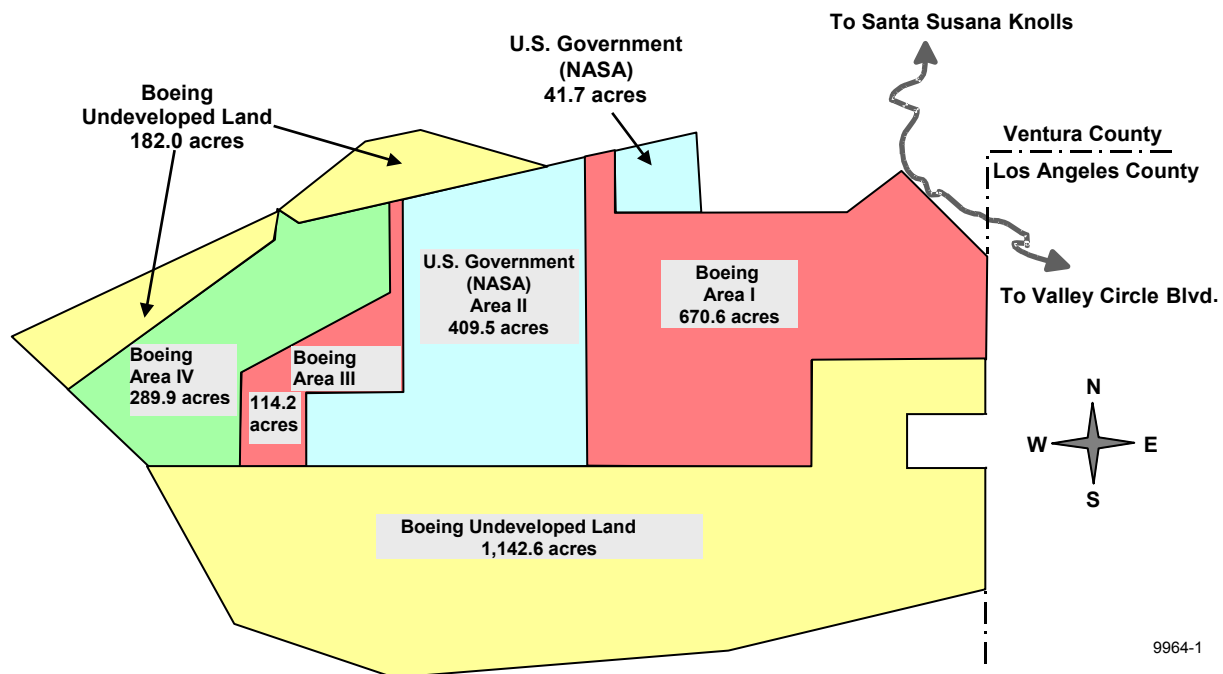 To Santa Susana Knolls
U.S. Government
(NASA)
41.7 acres
Boeing
Undeveloped Land
182.0 acres
Ventura County
Los Angeles County
U.S. Government
(NASA)
Area II
409.5 acres
Boeing
Area I
670.6 acres
To Valley Circle Blvd.
Boeing
Area IV
289.9 acres
Boeing
Area III
114.2
acres
N
W
E
S
Boeing Undeveloped Land
1,142.6 acres
9964-1